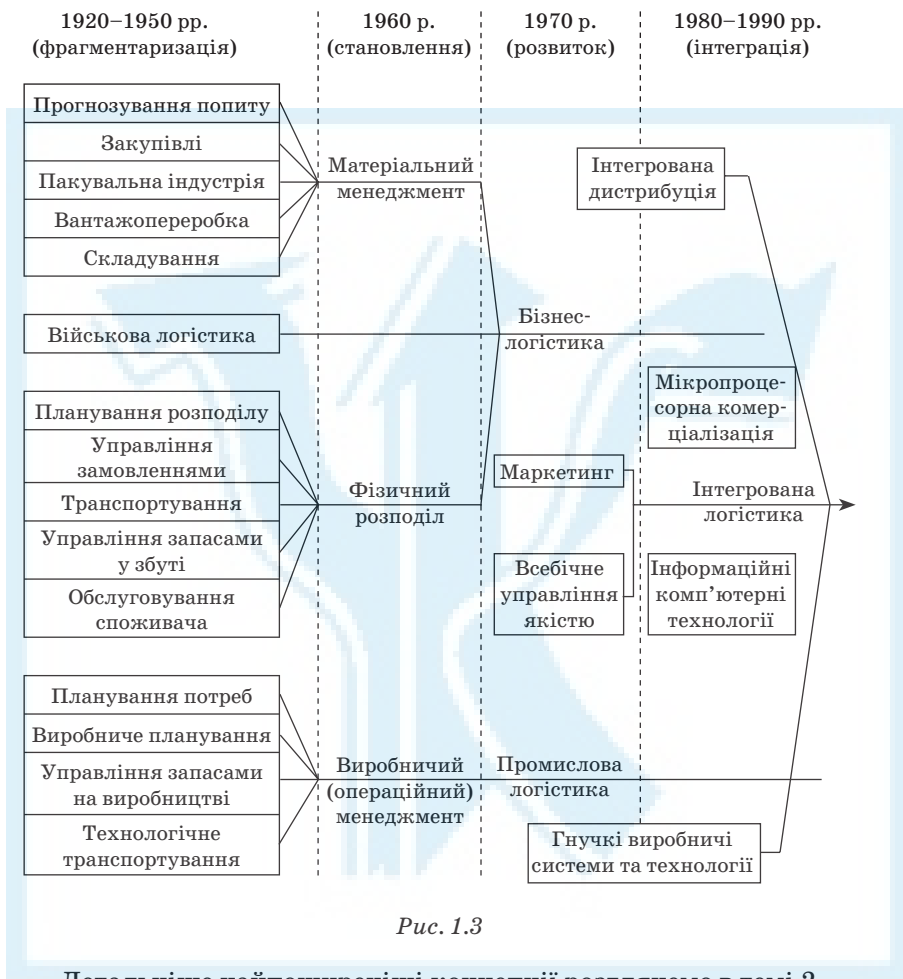 1920–1950 рр.
(фрагментаризація)
1960 р.
(становлення)
1970 р.
(розвиток)
1980–1990 рр.
(інтеграція)
Прогнозування попиту
Закупівлі
Пакувальна індустрія
Вантажопереробка
Складування
Матеріальний
менеджмент
Інтегрована
дистрибуція
Військова логістика
Бізнес-
логістика
Планування розподілу
Управління
замовленнями
Транспортування
Управління запасами
у збуті
Обслуговування
споживача
Фізичний
розподіл
Маркетинг
Всебічне
управління
якістю
Мікропроце-
сорна комер-
ціалізація
Інтегрована
логістика
Інформаційні
комп’ютерні
технології
Планування потреб
Виробниче планування
Управління запасами
на виробництві
Технологічне
транспортування
Виробничий
(операційний)
менеджмент
Промислова
логістика
Гнучкі виробничі
системи та технології
Рис. 1.3